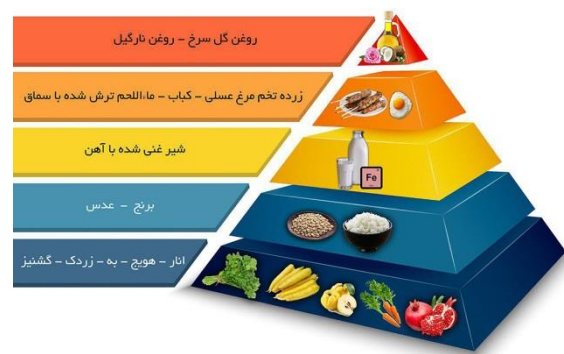 روغن گل سرخ – روغن نارگیل
زرده تخم مرغ عسلی – کباب – ماءاللحم ترش شده با سماق
شیر غنی شده با آهن
Fe
برنج – عدس
انار – هویج – به – زردک – گشنیز